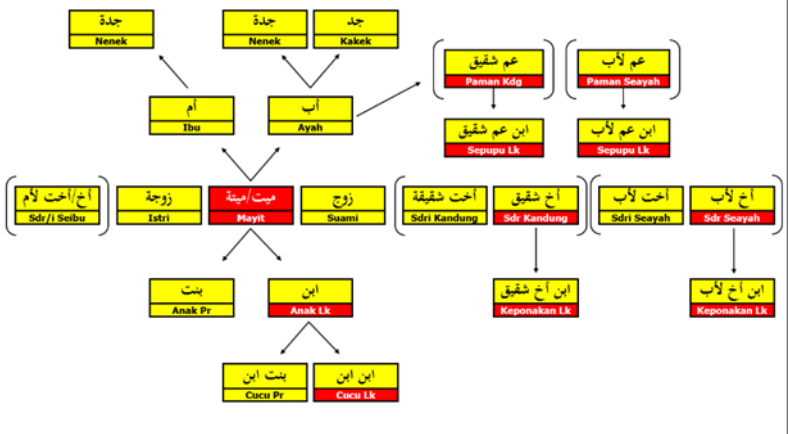 جدة
Nenek
جدة
Nenek
جد
Kakek
عم شقيق
Paman Kdg
عم لأب
Paman Seayah
أم
Ibu
أب
Ayah
ابن عم شقيق
Sepupu Lk
ابن عم لأب
Sepupu Lk
أخ/أخت لأم
Sdr/i Seibu
زوجة
Istri
ميت/ميتة
Mayit
زوج
Suami
أخت شقيقة
Sdri Kandung
أخ شقيق
Sdr Kandung
أخت لأب
Sdri Seayah
أخ لأب
Sdr Seayah
بنت
Anak Pr
ابن
Anak Lk
ابن أخ شقيق
Keponakan Lk
ابن أخ لأب
Keponakan Lk
بنت ابن
Cucu Pr
ابن ابن
Cucu Lk